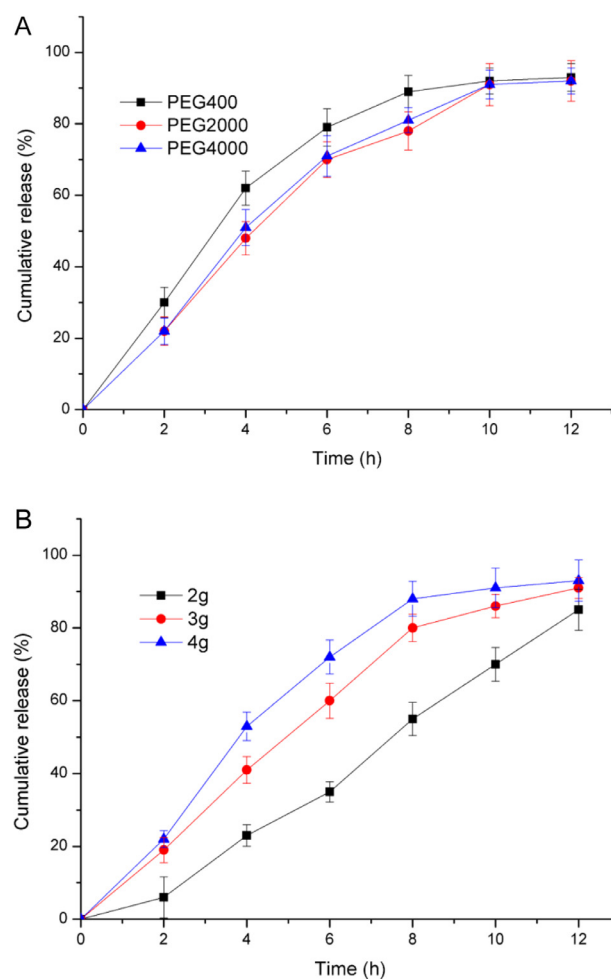 A
PEG400
PEG2000
PEG4000
Cumulative release (%)
100
80
60
40
20
0
0 2 4 6 8 10 12
Time (h)
B
2g
3g
4g
Cumulative release (%)
100
80
60
40
20
0
0 2 4 6 8 10 12
Time (h)